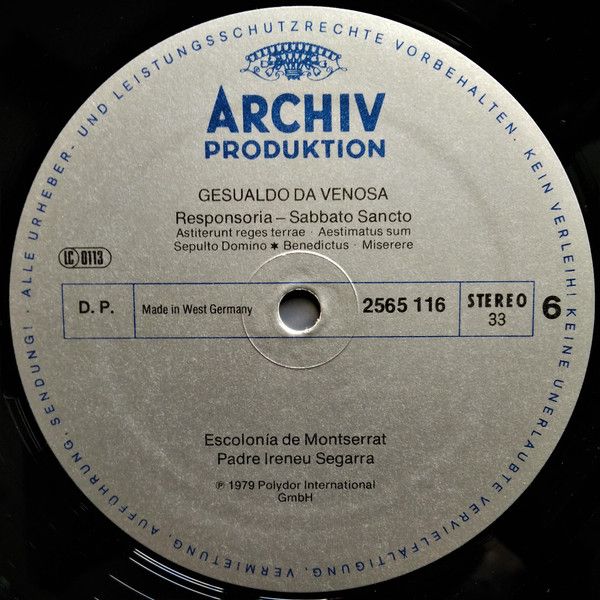 ALLE URHEBER- UND LEISTUNGSSCHUTZRECHTE VORBEHALTEN. KEIN VERLEIH! KEINE UNERLAUBTE VERVIELFÄLTIGUNG, VERMIETUNG, AUFFÜHRUNG, SENDUNG! ·
ARCHIV
PRODUKTION
GESUALDO DA VENOSA
Responsoria – Sabbato Sancto
Astiterunt reges terrae · Aestimatus sum
Sepulto Domino ✶ Benedictus · Miserere
LC 0113
D. P.
Made in West Germany
2565 116
STEREO
33
6
Escolonía de Montserrat
Padre Ireneu Segarra
℗ 1979 Polydor International
GmbH